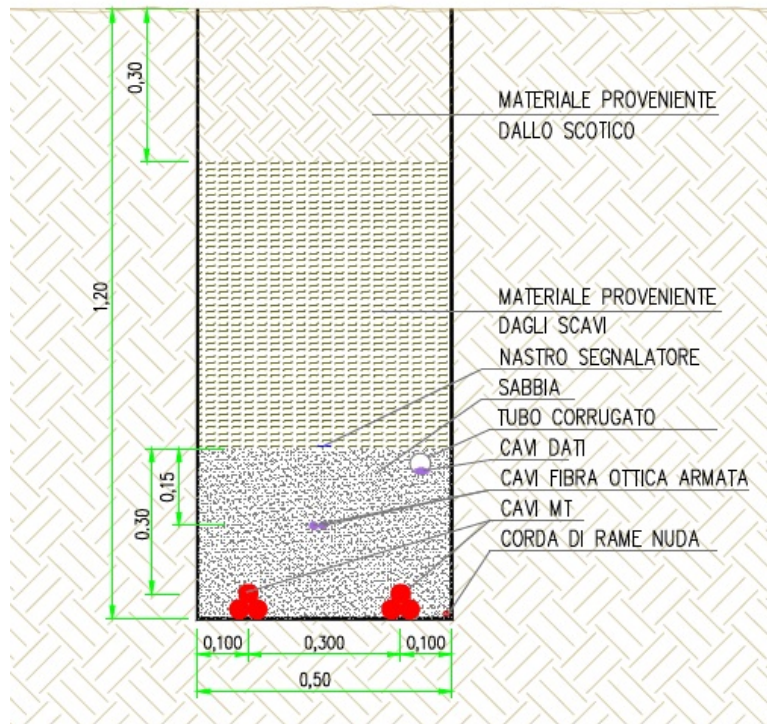 0,30
MATERIALE PROVENIENTE
DALLO SCOTICO
1,20
MATERIALE PROVENIENTE
DAGLI SCAVI
NASTRO SEGNALATORE
SABBIA
TUBO CORRUGATO
CAVI DATI
0,15
CAVI FIBRA OTTICA ARMATA
0,30
CAVI MT
CORDA DI RAME NUDA
0,100 0,300 0,100
0,50